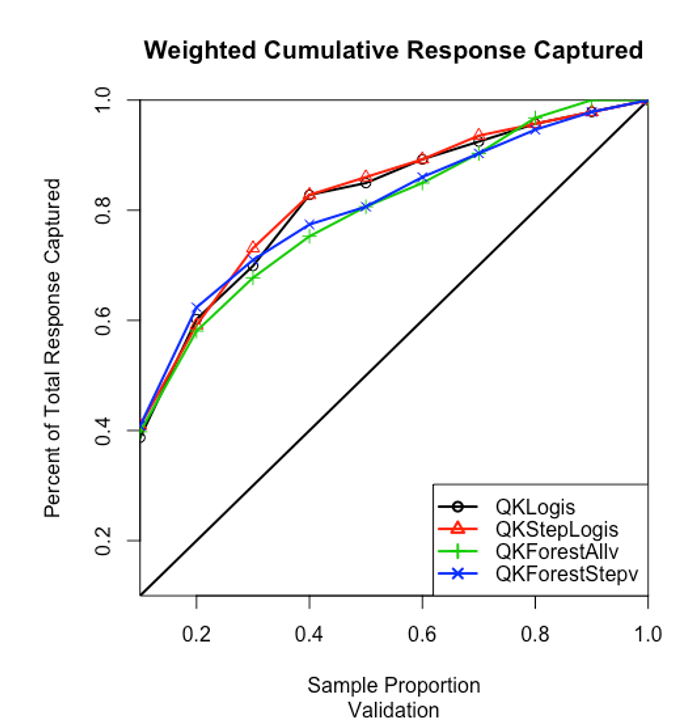 Weighted Cumulative Response Captured
Percent of Total Response Captured
1.0
0.8
0.6
0.4
0.2
QKLogis
QKStepLogis
QKForestAllv
QKForestStepv
0.2 0.4 0.6 0.8 1.0
Sample Proportion
Validation